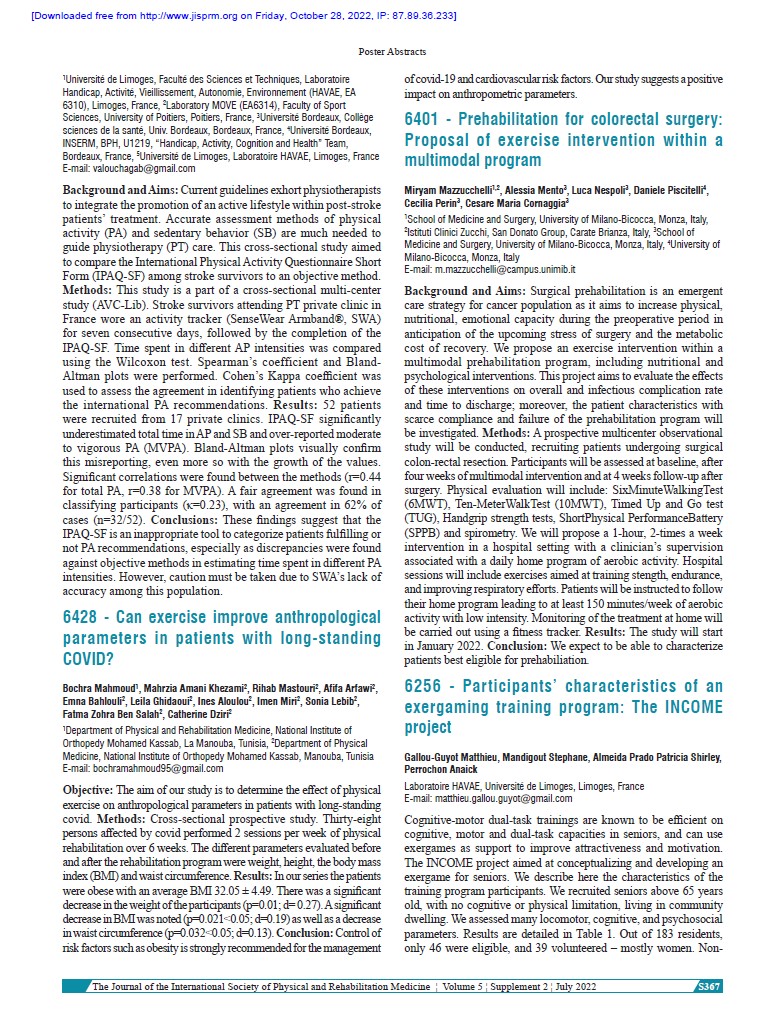 [Downloaded free from http://www.jisprm.org on Friday, October 28, 2022, IP: 87.89.36.233]
Poster Abstracts
¹Université de Limoges, Faculté des Sciences et Techniques, Laboratoire
Handicap, Activité, Vieillissement, Autonomie, Environnement (HAVAE, EA
6310), Limoges, France, ²Laboratory MOVE (EA6314), Faculty of Sport
Sciences, University of Poitiers, Poitiers, France, ³Université Bordeaux, Collège
sciences de la santé, Univ. Bordeaux, Bordeaux, France, ⁴Université Bordeaux,
INSERM, BPH, U1219, “Handicap, Activity, Cognition and Health” Team,
Bordeaux, France, ⁵Université de Limoges, Laboratoire HAVAE, Limoges, France
E-mail: valouchagab@gmail.com
Background and Aims: Current guidelines exhort physiotherapists
to integrate the promotion of an active lifestyle within post-stroke
patients’ treatment. Accurate assessment methods of physical
activity (PA) and sedentary behavior (SB) are much needed to
guide physiotherapy (PT) care. This cross-sectional study aimed
to compare the International Physical Activity Questionnaire Short
Form (IPAQ-SF) among stroke survivors to an objective method.
Methods: This study is a part of a cross-sectional multi-center
study (AVC-Lib). Stroke survivors attending PT private clinic in
France wore an activity tracker (SenseWear Armband®, SWA)
for seven consecutive days, followed by the completion of the
IPAQ-SF. Time spent in different AP intensities was compared
using the Wilcoxon test. Spearman’s coefficient and Bland-
Altman plots were performed. Cohen’s Kappa coefficient was
used to assess the agreement in identifying patients who achieve
the international PA recommendations. Results: 52 patients
were recruited from 17 private clinics. IPAQ-SF significantly
underestimated total time in AP and SB and over-reported moderate
to vigorous PA (MVPA). Bland-Altman plots visually confirm
this misreporting, even more so with the growth of the values.
Significant correlations were found between the methods (r=0.44
for total PA, r=0.38 for MVPA). A fair agreement was found in
classifying participants (κ=0.23), with an agreement in 62% of
cases (n=32/52). Conclusions: These findings suggest that the
IPAQ-SF is an inappropriate tool to categorize patients fulfilling or
not PA recommendations, especially as discrepancies were found
against objective methods in estimating time spent in different PA
intensities. However, caution must be taken due to SWA’s lack of
accuracy among this population.
6428 - Can exercise improve anthropological
parameters in patients with long-standing
COVID?
Bochra Mahmoud¹, Mahrzia Amani Khezami², Rihab Mastouri², Afifa Arfawi²,
Emna Bahlouli², Leila Ghidaoui², Ines Aloulou², Imen Miri², Sonia Lebib²,
Fatma Zohra Ben Salah², Catherine Dziri²
¹Department of Physical and Rehabilitation Medicine, National Institute of
Orthopedy Mohamed Kassab, La Manouba, Tunisia, ²Department of Physical
Medicine, National Institute of Orthopedy Mohamed Kassab, Manouba, Tunisia
E-mail: bochramahmoud95@gmail.com
Objective: The aim of our study is to determine the effect of physical
exercise on anthropological parameters in patients with long-standing
covid. Methods: Cross-sectional prospective study. Thirty-eight
persons affected by covid performed 2 sessions per week of physical
rehabilitation over 6 weeks. The different parameters evaluated before
and after the rehabilitation program were weight, height, the body mass
index (BMI) and waist circumference. Results: In our series the patients
were obese with an average BMI 32.05 ± 4.49. There was a significant
decrease in the weight of the participants (p=0.01; d= 0.27). A significant
decrease in BMI was noted (p=0.021<0.05; d=0.19) as well as a decrease
in waist circumference (p=0.032<0.05; d=0.13). Conclusion: Control of
risk factors such as obesity is strongly recommended for the management
of covid-19 and cardiovascular risk factors. Our study suggests a positive
impact on anthropometric parameters.
6401 - Prehabilitation for colorectal surgery:
Proposal of exercise intervention within a
multimodal program
Miryam Mazzucchelli¹,², Alessia Mento³, Luca Nespoli³, Daniele Piscitelli⁴,
Cecilia Perin³, Cesare Maria Cornaggia³
¹School of Medicine and Surgery, University of Milano-Bicocca, Monza, Italy,
²Istituti Clinici Zucchi, San Donato Group, Carate Brianza, Italy, ³School of
Medicine and Surgery, University of Milano-Bicocca, Monza, Italy, ⁴University of
Milano-Bicocca, Monza, Italy
E-mail: m.mazzucchelli@campus.unimib.it
Background and Aims: Surgical prehabilitation is an emergent
care strategy for cancer population as it aims to increase physical,
nutritional, emotional capacity during the preoperative period in
anticipation of the upcoming stress of surgery and the metabolic
cost of recovery. We propose an exercise intervention within a
multimodal prehabilitation program, including nutritional and
psychological interventions. This project aims to evaluate the effects
of these interventions on overall and infectious complication rate
and time to discharge; moreover, the patient characteristics with
scarce compliance and failure of the prehabilitation program will
be investigated. Methods: A prospective multicenter observational
study will be conducted, recruiting patients undergoing surgical
colon-rectal resection. Participants will be assessed at baseline, after
four weeks of multimodal intervention and at 4 weeks follow-up after
surgery. Physical evaluation will include: SixMinuteWalkingTest
(6MWT), Ten-MeterWalkTest (10MWT), Timed Up and Go test
(TUG), Handgrip strength tests, ShortPhysical PerformanceBattery
(SPPB) and spirometry. We will propose a 1-hour, 2-times a week
intervention in a hospital setting with a clinician’s supervision
associated with a daily home program of aerobic activity. Hospital
sessions will include exercises aimed at training stength, endurance,
and improving respiratory efforts. Patients will be instructed to follow
their home program leading to at least 150 minutes/week of aerobic
activity with low intensity. Monitoring of the treatment at home will
be carried out using a fitness tracker. Results: The study will start
in January 2022. Conclusion: We expect to be able to characterize
patients best eligible for prehabiliation.
6256 - Participants’ characteristics of an
exergaming training program: The INCOME
project
Gallou-Guyot Matthieu, Mandigout Stephane, Almeida Prado Patricia Shirley,
Perrochon Anaick
Laboratoire HAVAE, Université de Limoges, Limoges, France
E-mail: matthieu.gallou.guyot@gmail.com
Cognitive-motor dual-task trainings are known to be efficient on
cognitive, motor and dual-task capacities in seniors, and can use
exergames as support to improve attractiveness and motivation.
The INCOME project aimed at conceptualizing and developing an
exergame for seniors. We describe here the characteristics of the
training program participants. We recruited seniors above 65 years
old, with no cognitive or physical limitation, living in community
dwelling. We assessed many locomotor, cognitive, and psychosocial
parameters. Results are detailed in Table 1. Out of 183 residents,
only 46 were eligible, and 39 volunteered – mostly women. Non-
The Journal of the International Society of Physical and Rehabilitation Medicine ¦ Volume 5 ¦ Supplement 2 ¦ July 2022
S367